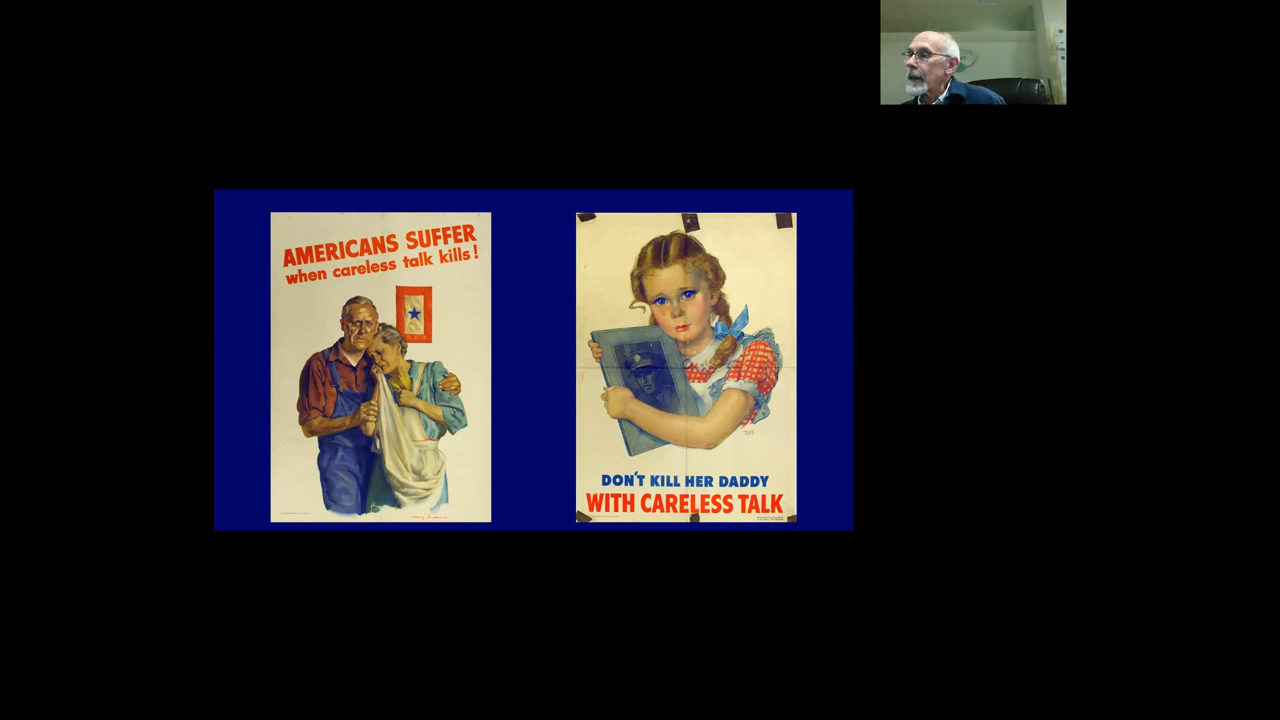 AMERICANS SUFFER
when careless talk kills!
DON'T KILL HER DADDY
WITH CARELESS TALK